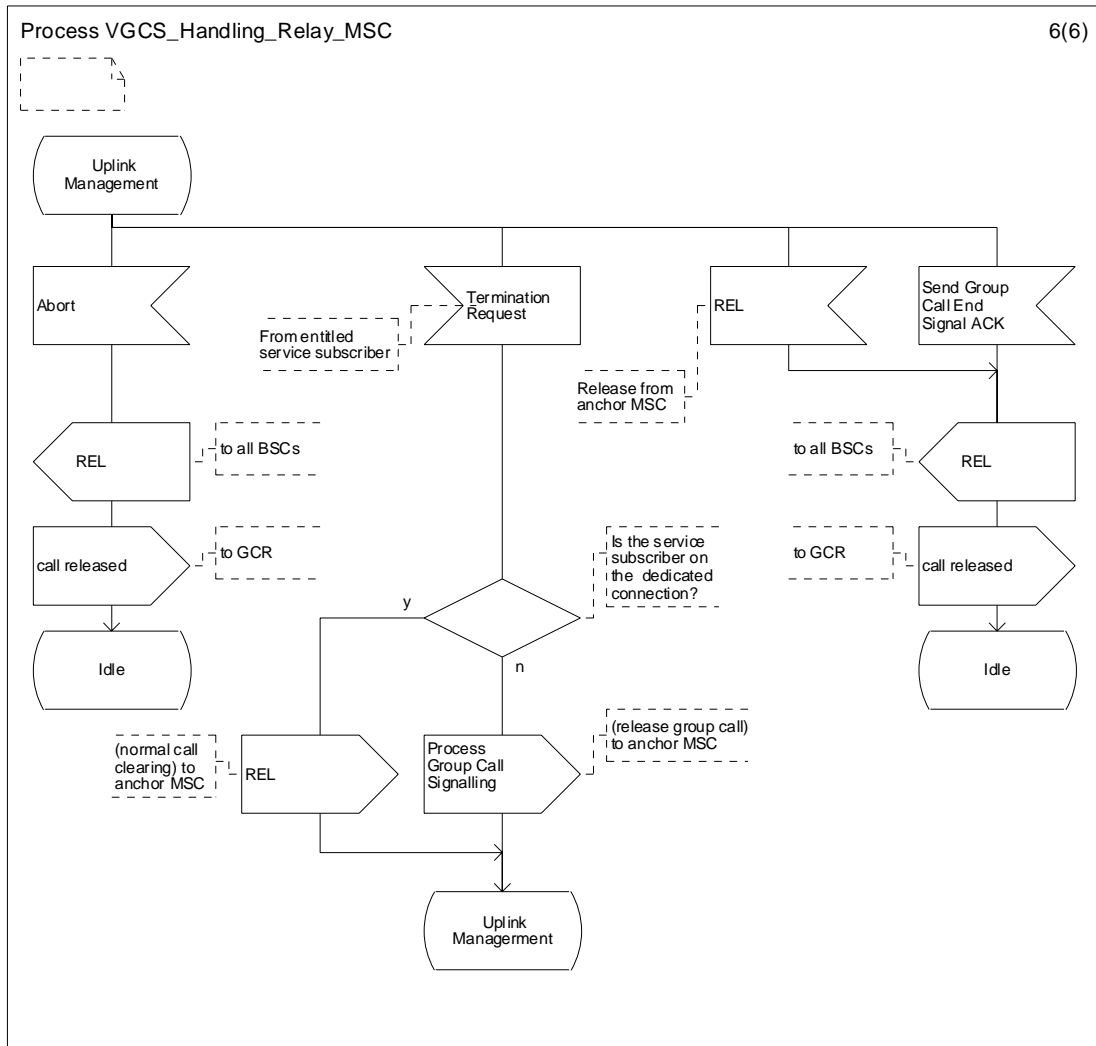 Process VGCS_Handling_Relay_MSC
6(6)
Uplink
Management
Abort
Termination
Request
From entitled
service subscriber
REL
Release from
anchor MSC
Send Group
Call End
Signal ACK
REL
to all BSCs
to all BSCs
REL
call released
to GCR
Is the service
subscriber on
the dedicated
connection?
to GCR
call released
y
n
Idle
Idle
(normal call
clearing) to
anchor MSC
REL
Process
Group Call
Signalling
(release group call)
to anchor MSC
Uplink
Managerment